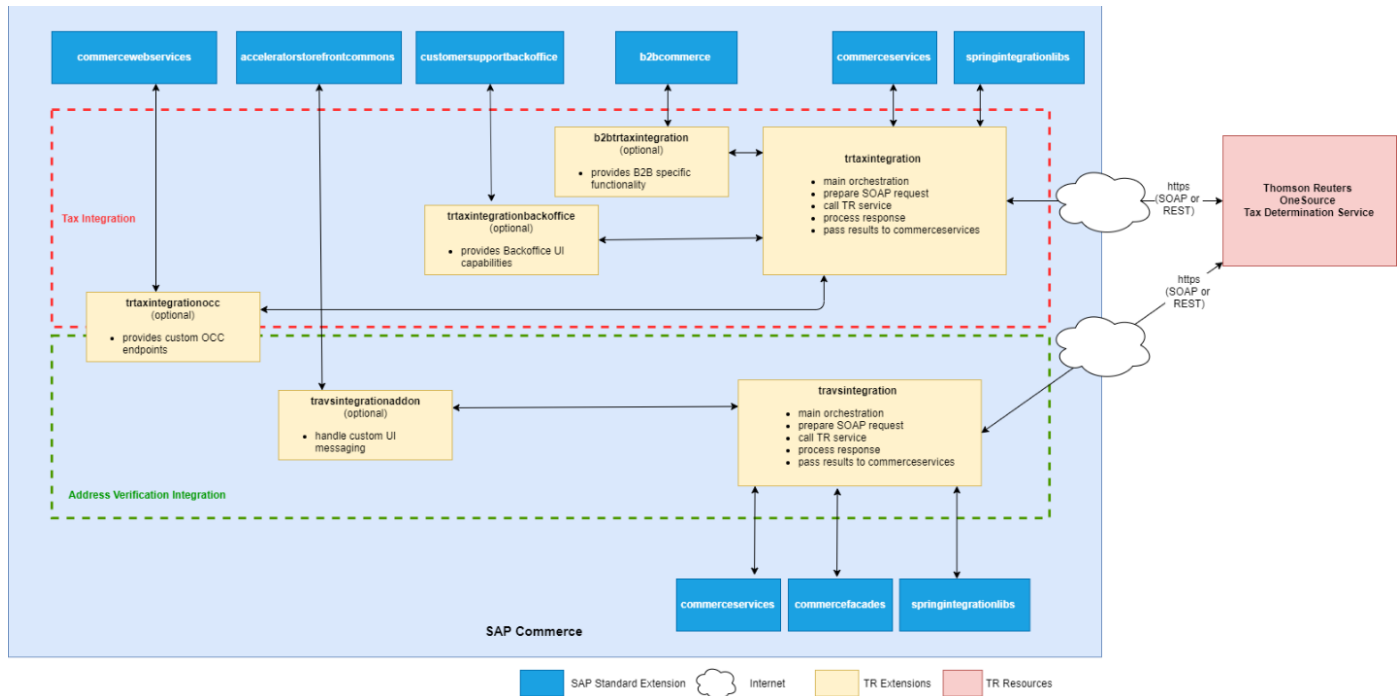 commercewebservices
acceleratorstorefrontcommons
customersupportbackoffice
b2bcommerce
commerceservices
springintegrationlibs
b2btrtaxintegration
(optional)
• provides B2B specific
functionality
trtaxintegration
• main orchestration
• prepare SOAP request
• call TR service
• process response
• pass results to commerceservices
https
(SOAP or
REST)
Thomson Reuters
OneSource
Tax Determination Service
Tax Integration
trtaxintegrationbackoffice
(optional)
• provides Backoffice UI
capabilities
https
(SOAP or
REST)
trtaxintegrationocc
(optional)
• provides custom OCC
endpoints
travsintegrationaddon
(optional)
• handle custom UI
messaging
travsintegration
• main orchestration
• prepare SOAP request
• call TR service
• process response
• pass results to commerceservices
Address Verification Integration
commerceservices
commercefacades
springintegrationlibs
SAP Commerce
SAP Standard Extension
Internet
TR Extensions
TR Resources